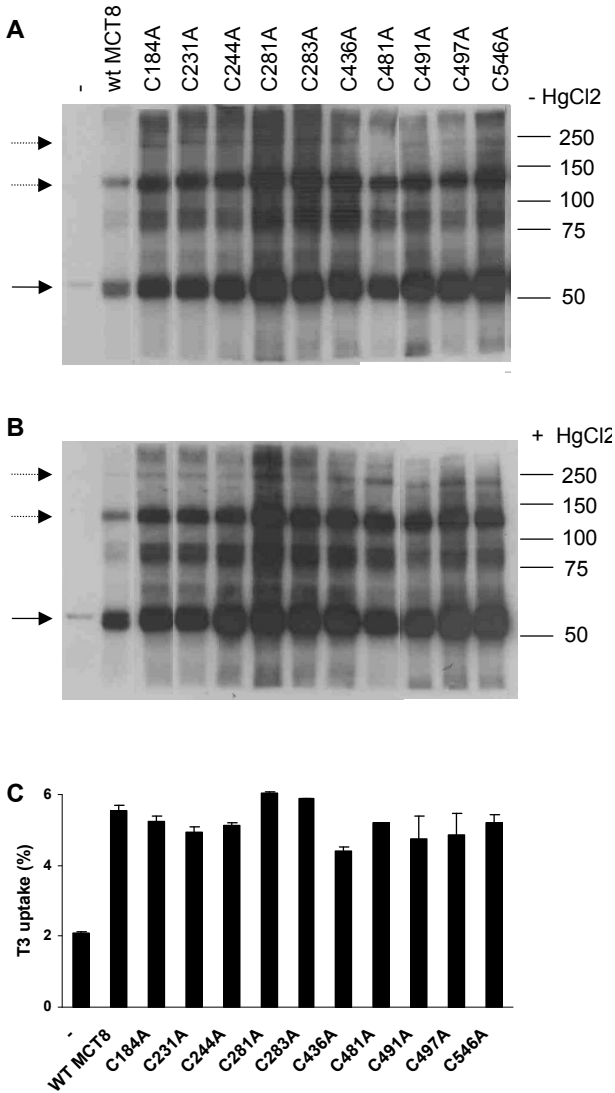 A
-
wt MCT8
C184A
C231A
C244A
C281A
C283A
C436A
C481A
C491A
C497A
C546A
- HgCl2
250
150
100
75
50
B
+ HgCl2
250
150
100
75
50
C
T3 uptake (%)
6
4
2
0
-
WT MCT8
C184A
C231A
C244A
C281A
C283A
C436A
C481A
C491A
C497A
C546A